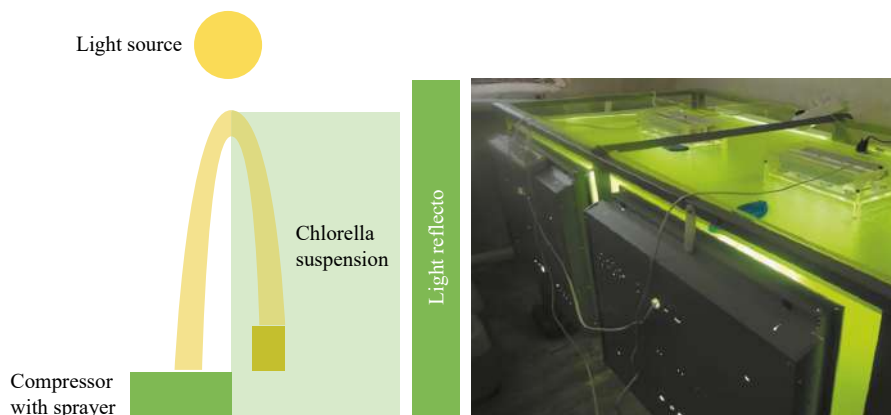 Light source
Chlorella
suspension
Light reflecto
Compressor
with sprayer